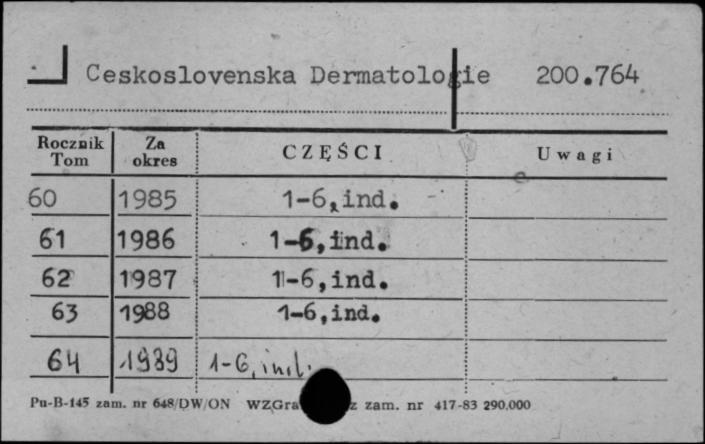 Ceskoslovenska Dermatologie 200.764
Rocznik Tom Za okres CZĘŚCI Uwagi
60 1985 1-6, ind.
61 1986 1-6, ind.
62 1987 1-6, ind.
63 1988 1-6, ind.
64 1989 1-6, ind.
Pu-B-145 zam. nr 648/DW/ON WZGra z zam. nr 417-83 290.000